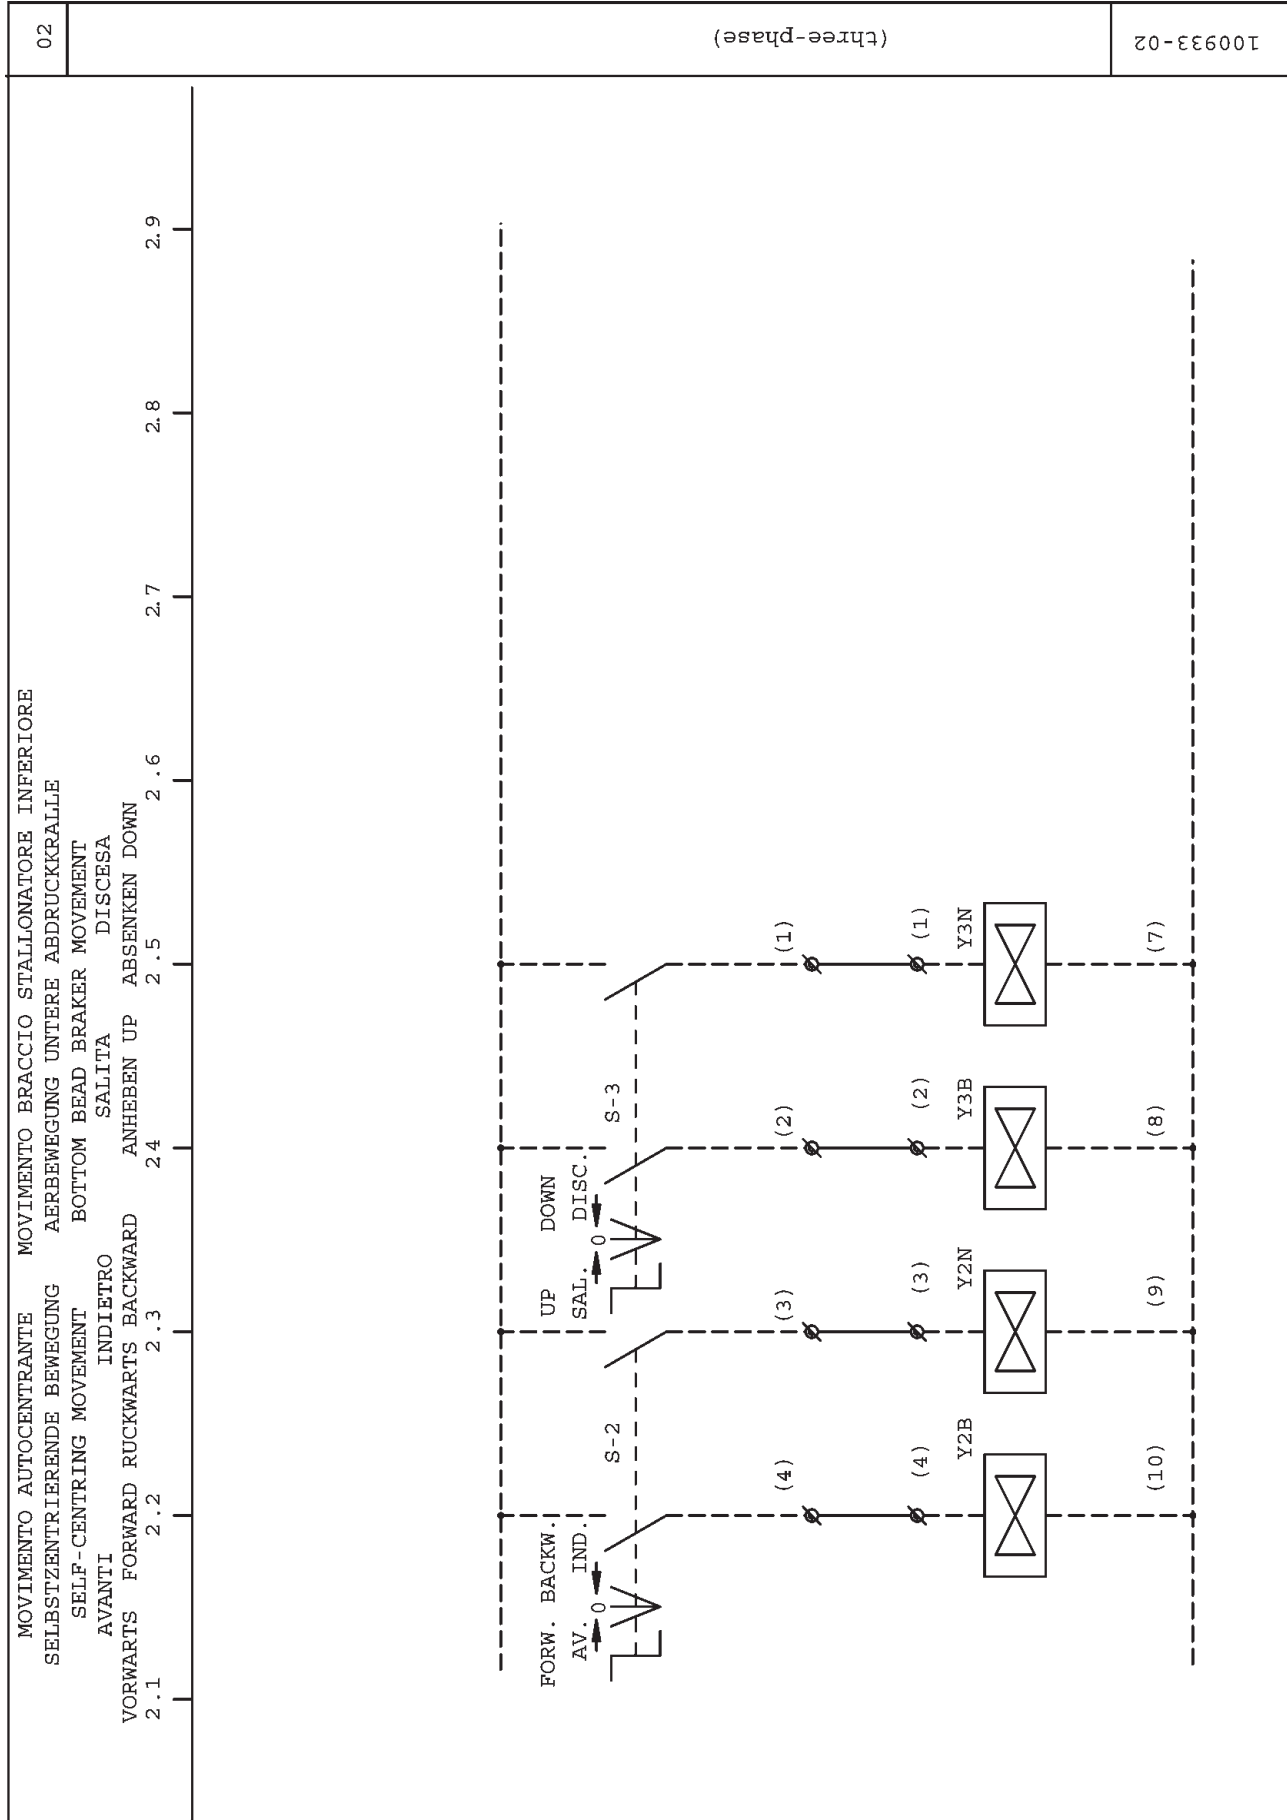 02
(three-phase)
100933-02
MOVIMENTO AUTOCENTRANTE MOVIMENTO BRACCIO STALLONATORE INFERIORE
SELBSTZENTRIERENDE BEWEGUNG AERBEWEGUNG UNTERE ABDRUCKKRALLE
SELF-CENTRING MOVEMENT BOTTOM BEAD BRAKER MOVEMENT
AVANTI INDIETRO SALITA DISCESA
VORWARTS FORWARD RUCKWARTS BACKWARD ANHEBEN UP ABSENKEN DOWN
2.1 2.2 2.3 24 2.5 2.6 2.7 2.8 2.9
FORW. BACKW. UP DOWN
AV. IND. SAL. DISC.
0 0
S-2 S-3
(4) (3) (2) (1)
(4) (3) (2) (1)
Y2B Y2N Y3B Y3N
(10) (9) (8) (7)